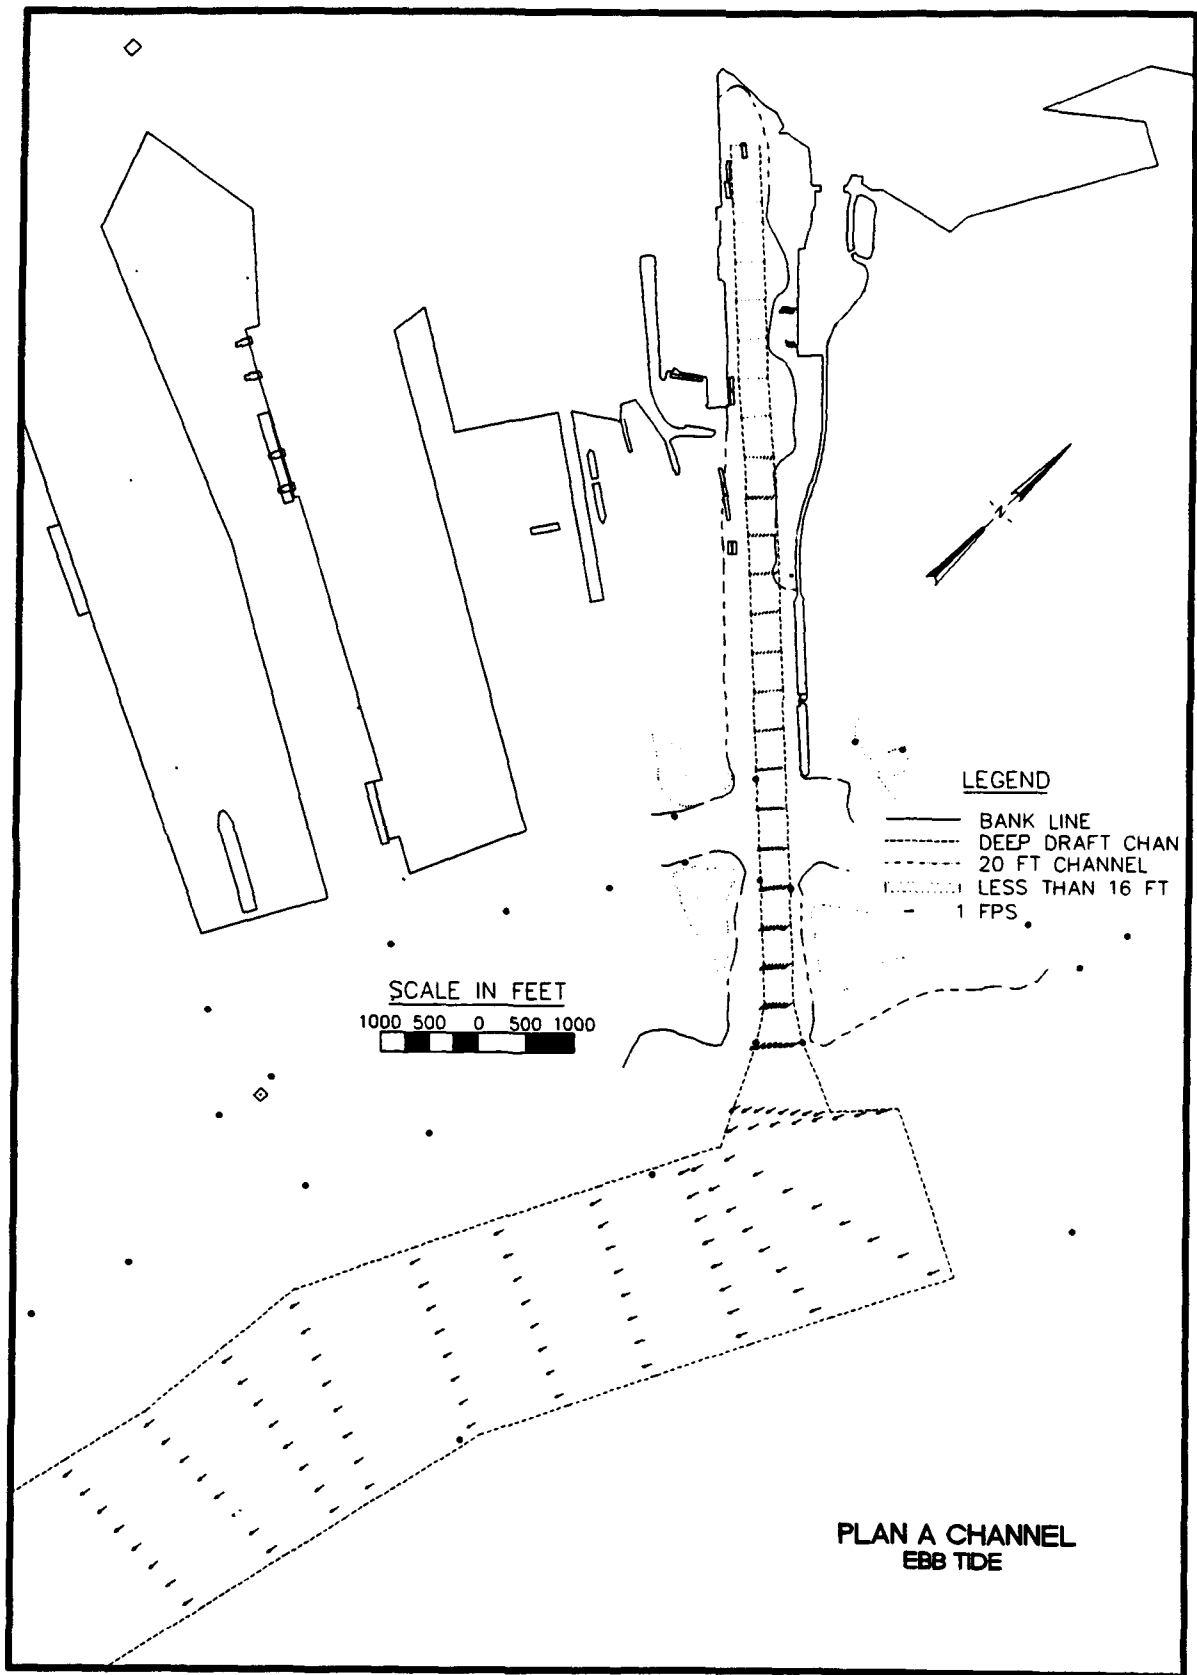 N
LEGEND
BANK LINE
DEEP DRAFT CHAN
20 FT CHANNEL
LESS THAN 16 FT
1 FPS
SCALE IN FEET
1000 500 0 500 1000
PLAN A CHANNEL
EBB TIDE